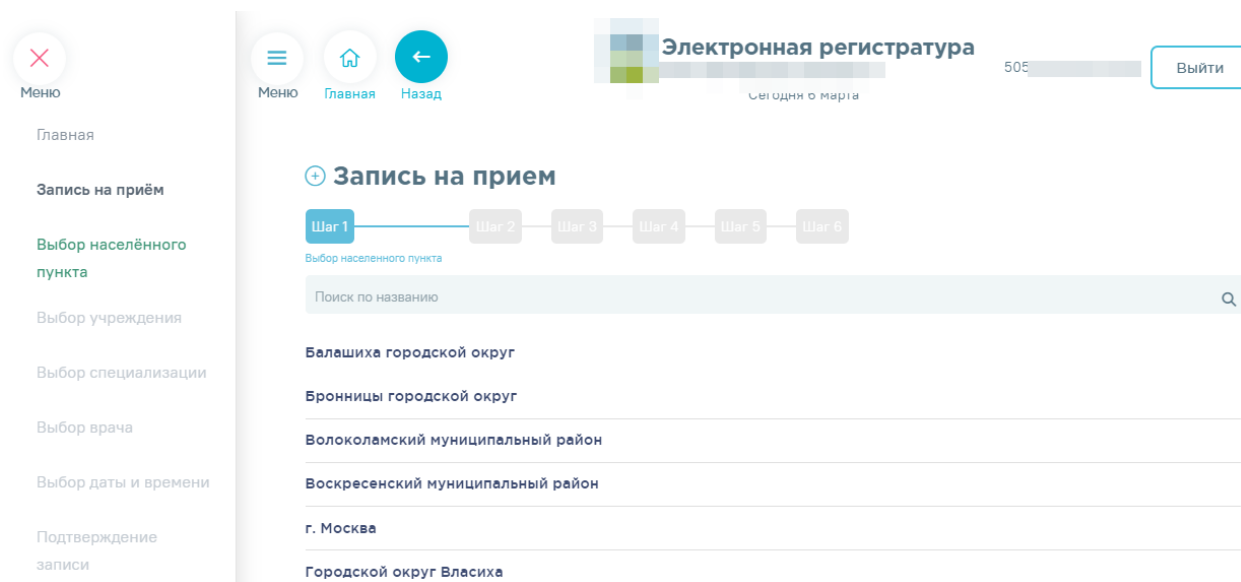 Меню
Главная
Запись на приём
Выбор населённого
пункта
Выбор учреждения
Выбор специализации
Выбор врача
Выбор даты и времени
Подтверждение
записи
Меню
Главная
Назад
Электронная регистратура
Сегодня 6 марта
505
Выйти
Запись на прием
Шаг 1 Шаг 2 Шаг 3 Шаг 4 Шаг 5 Шаг 6
Выбор населенного пункта
Поиск по названию
Балашиха городской округ
Бронницы городской округ
Волоколамский муниципальный район
Воскресенский муниципальный район
г. Москва
Городской округ Власиха